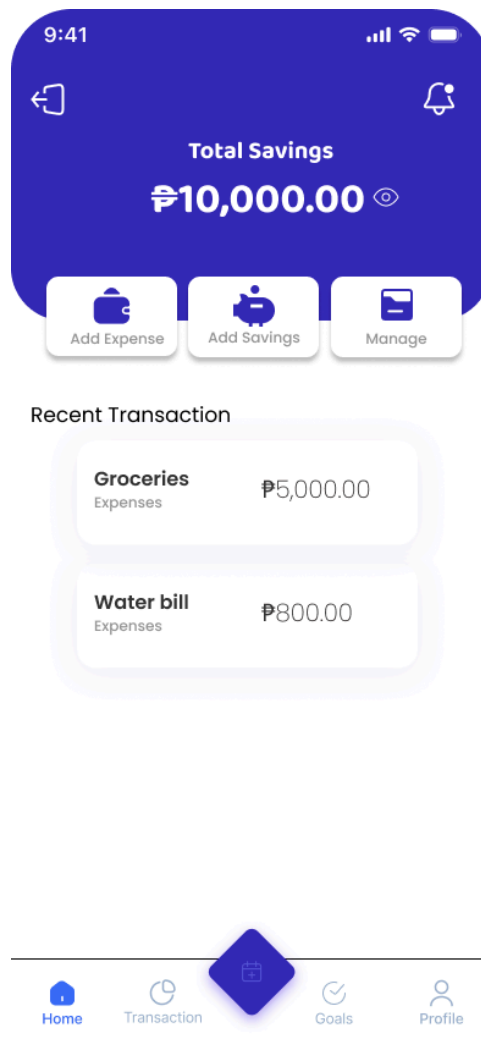 9:41
Total Savings
₱10,000.00
Add Expense
Add Savings
Manage
Recent Transaction
Groceries
Expenses
₱5,000.00
Water bill
Expenses
₱800.00
Home
Transaction
Goals
Profile